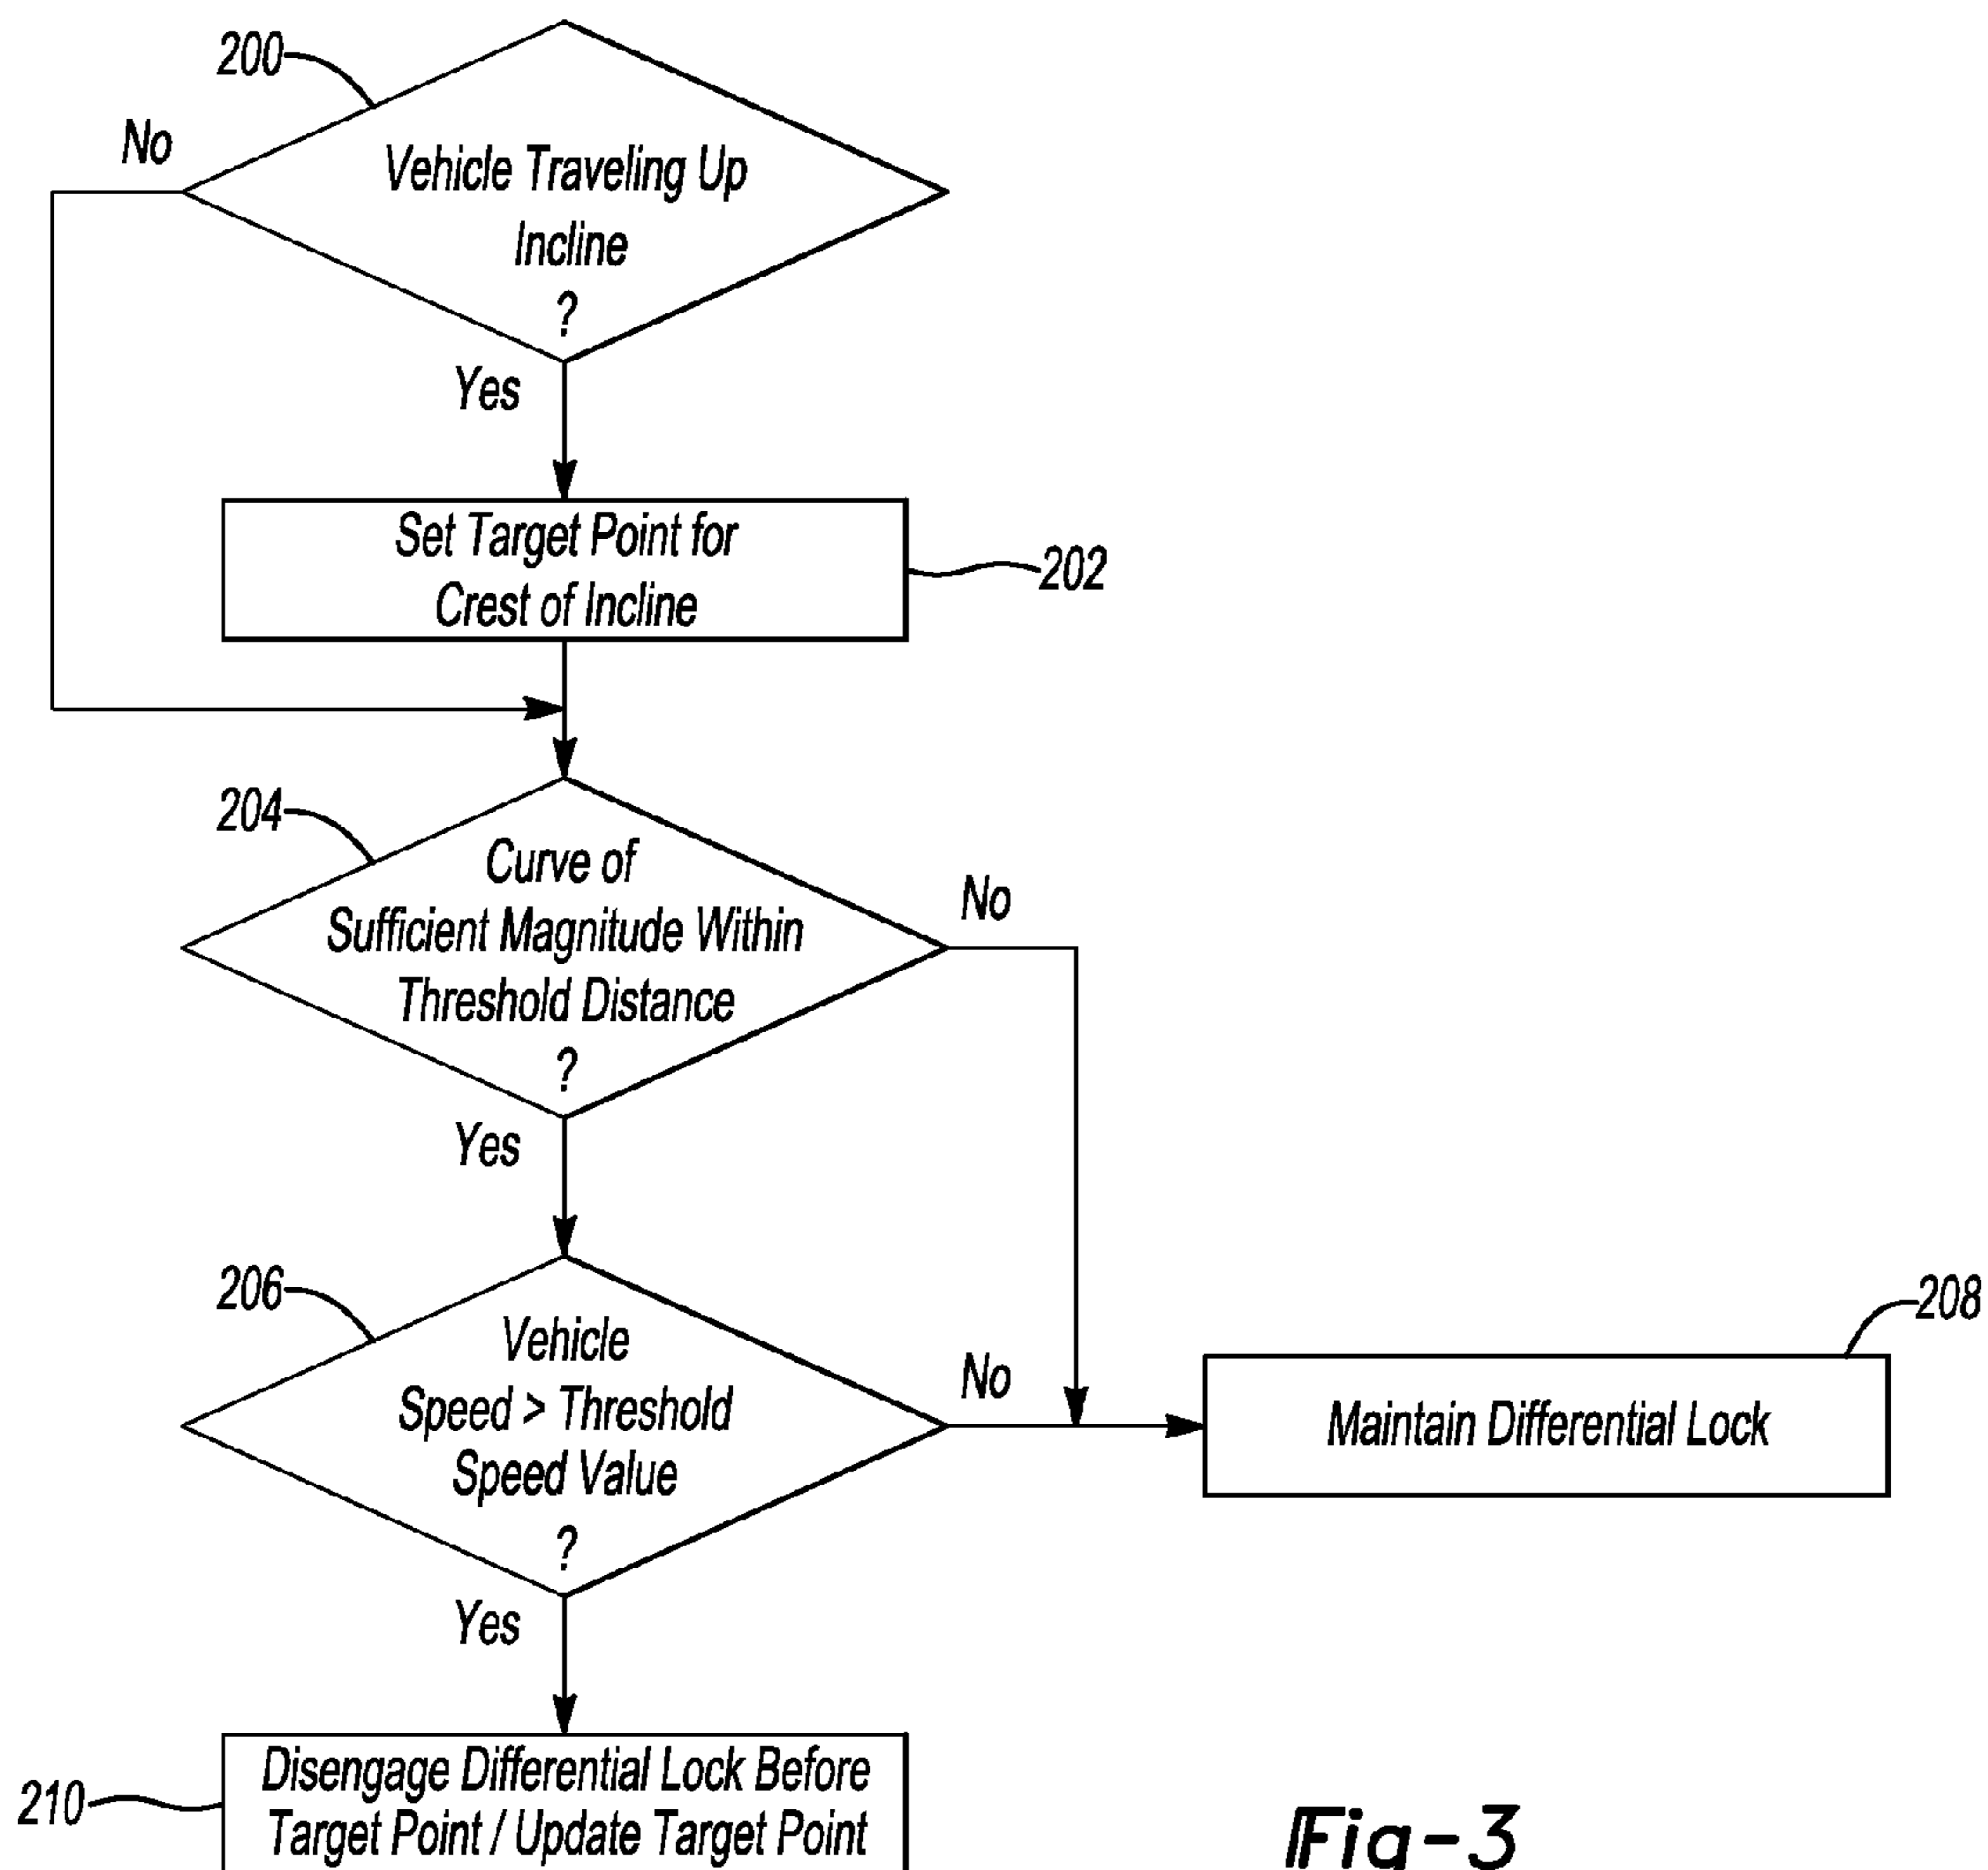 200
No
Vehicle Traveling Up
Incline
?
Yes
Set Target Point for
Crest of Incline
202
204
Curve of
Sufficient Magnitude Within
Threshold Distance
?
No
Yes
206
Vehicle
Speed > Threshold
Speed Value
?
No
208
Maintain Differential Lock
Yes
210
Disengage Differential Lock Before
Target Point / Update Target Point
Fig-3